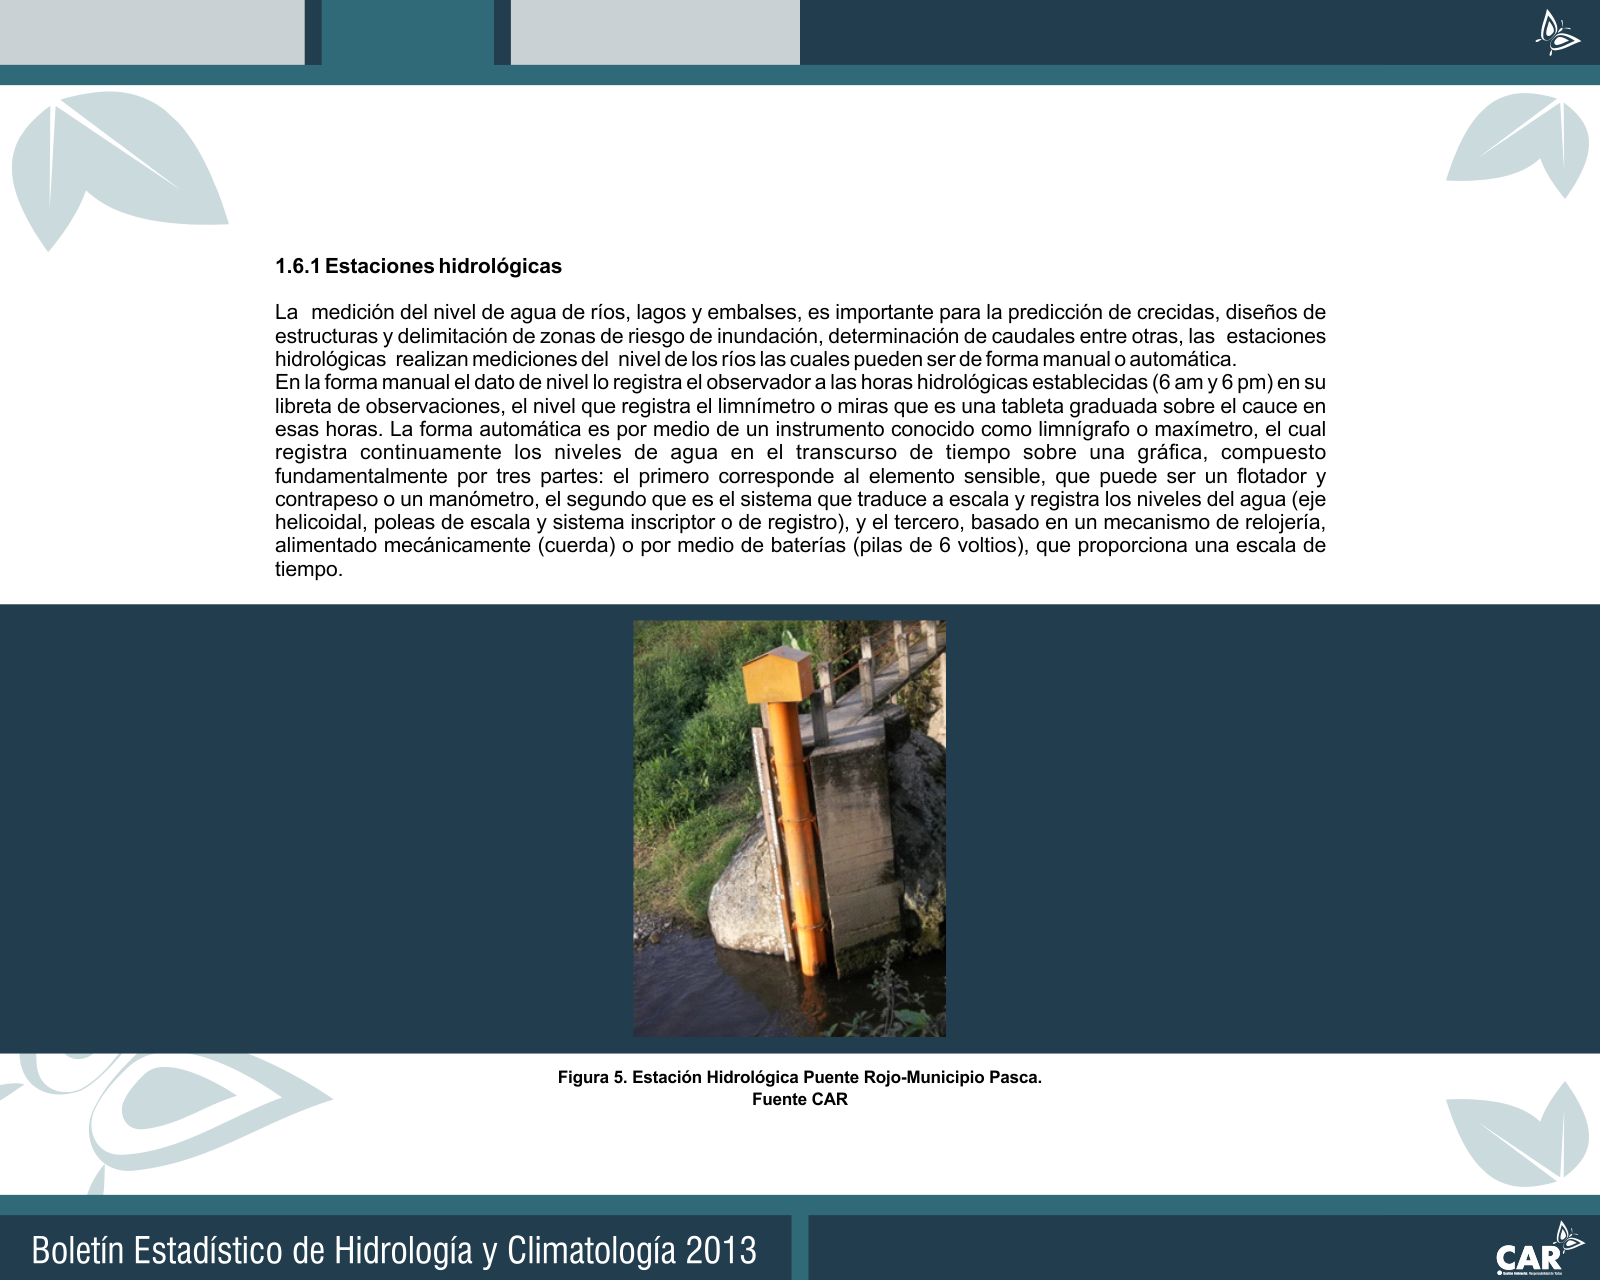 1.6.1 Estaciones hidrológicas
La medición del nivel de agua de ríos, lagos y embalses, es importante para la predicción de crecidas, diseños de
estructuras y delimitación de zonas de riesgo de inundación, determinación de caudales entre otras, las estaciones
hidrológicas realizan mediciones del nivel de los ríos las cuales pueden ser de forma manual o automática.
En la forma manual el dato de nivel lo registra el observador a las horas hidrológicas establecidas (6 am y 6 pm) en su
libreta de observaciones, el nivel que registra el limnímetro o miras que es una tableta graduada sobre el cauce en
esas horas. La forma automática es por medio de un instrumento conocido como limnígrafo o maxímetro, el cual
registra continuamente los niveles de agua en el transcurso de tiempo sobre una gráfica, compuesto
fundamentalmente por tres partes: el primero corresponde al elemento sensible, que puede ser un flotador y
contrapeso o un manómetro, el segundo que es el sistema que traduce a escala y registra los niveles del agua (eje
helicoidal, poleas de escala y sistema inscriptor o de registro), y el tercero, basado en un mecanismo de relojería,
alimentado mecánicamente (cuerda) o por medio de baterías (pilas de 6 voltios), que proporciona una escala de
tiempo.
Figura 5. Estación Hidrológica Puente Rojo-Municipio Pasca.
Fuente CAR
Boletín Estadístico de Hidrología y Climatología 2013
CAR